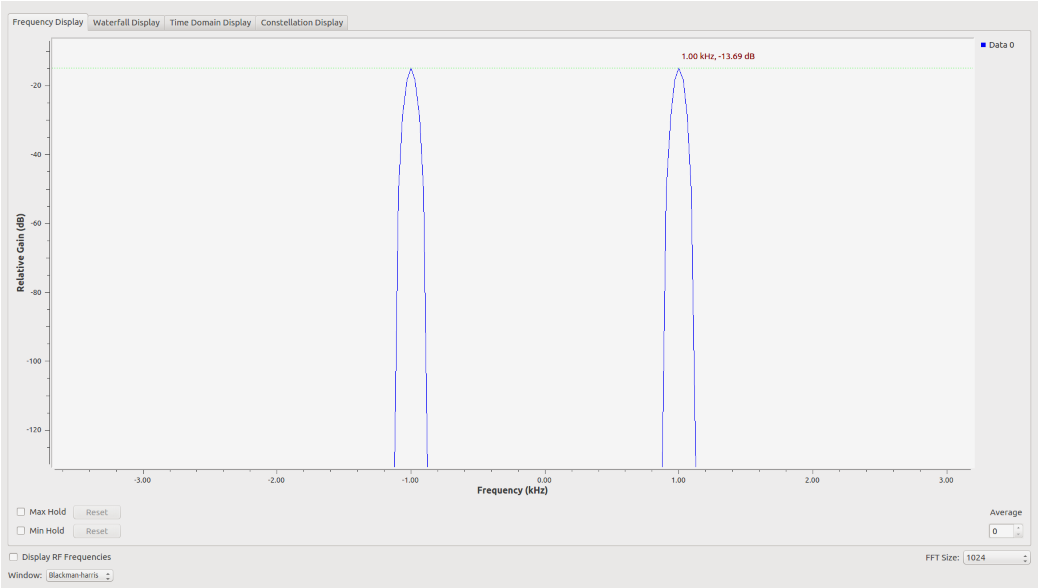 Frequency Display Waterfall Display Time Domain Display Constellation Display
Data 0
1.00 kHz, -13.69 dB
Relative Gain (dB)
-20
-40
-60
-80
-100
-120
-3.00 -2.00 -1.00 0.00 1.00 2.00 3.00
Frequency (kHz)
Max Hold Reset
Average
Min Hold Reset
0
Display RF Frequencies
FFT Size: 1024
Window: Blackman-harris